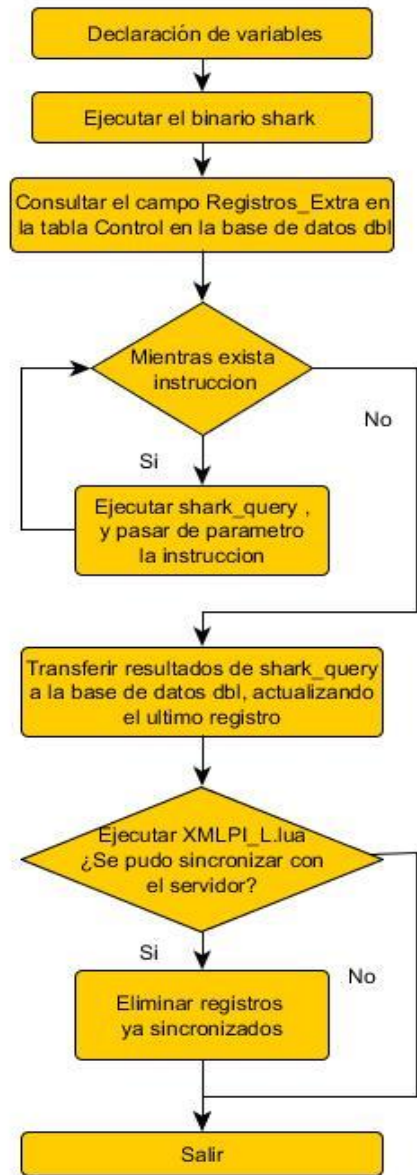 Declaración de variables
Ejecutar el binario shark
Consultar el campo Registros_Extra en
la tabla Control en la base de datos dbl
Mientras exista
instruccion
No
Si
Ejecutar shark_query ,
y pasar de parametro
la instruccion
Transferir resultados de shark_query
a la base de datos dbl, actualizando
el ultimo registro
Ejecutar XMLPI_L.lua
¿Se pudo sincronizar con
el servidor?
Si
No
Eliminar registros
ya sincronizados
Salir